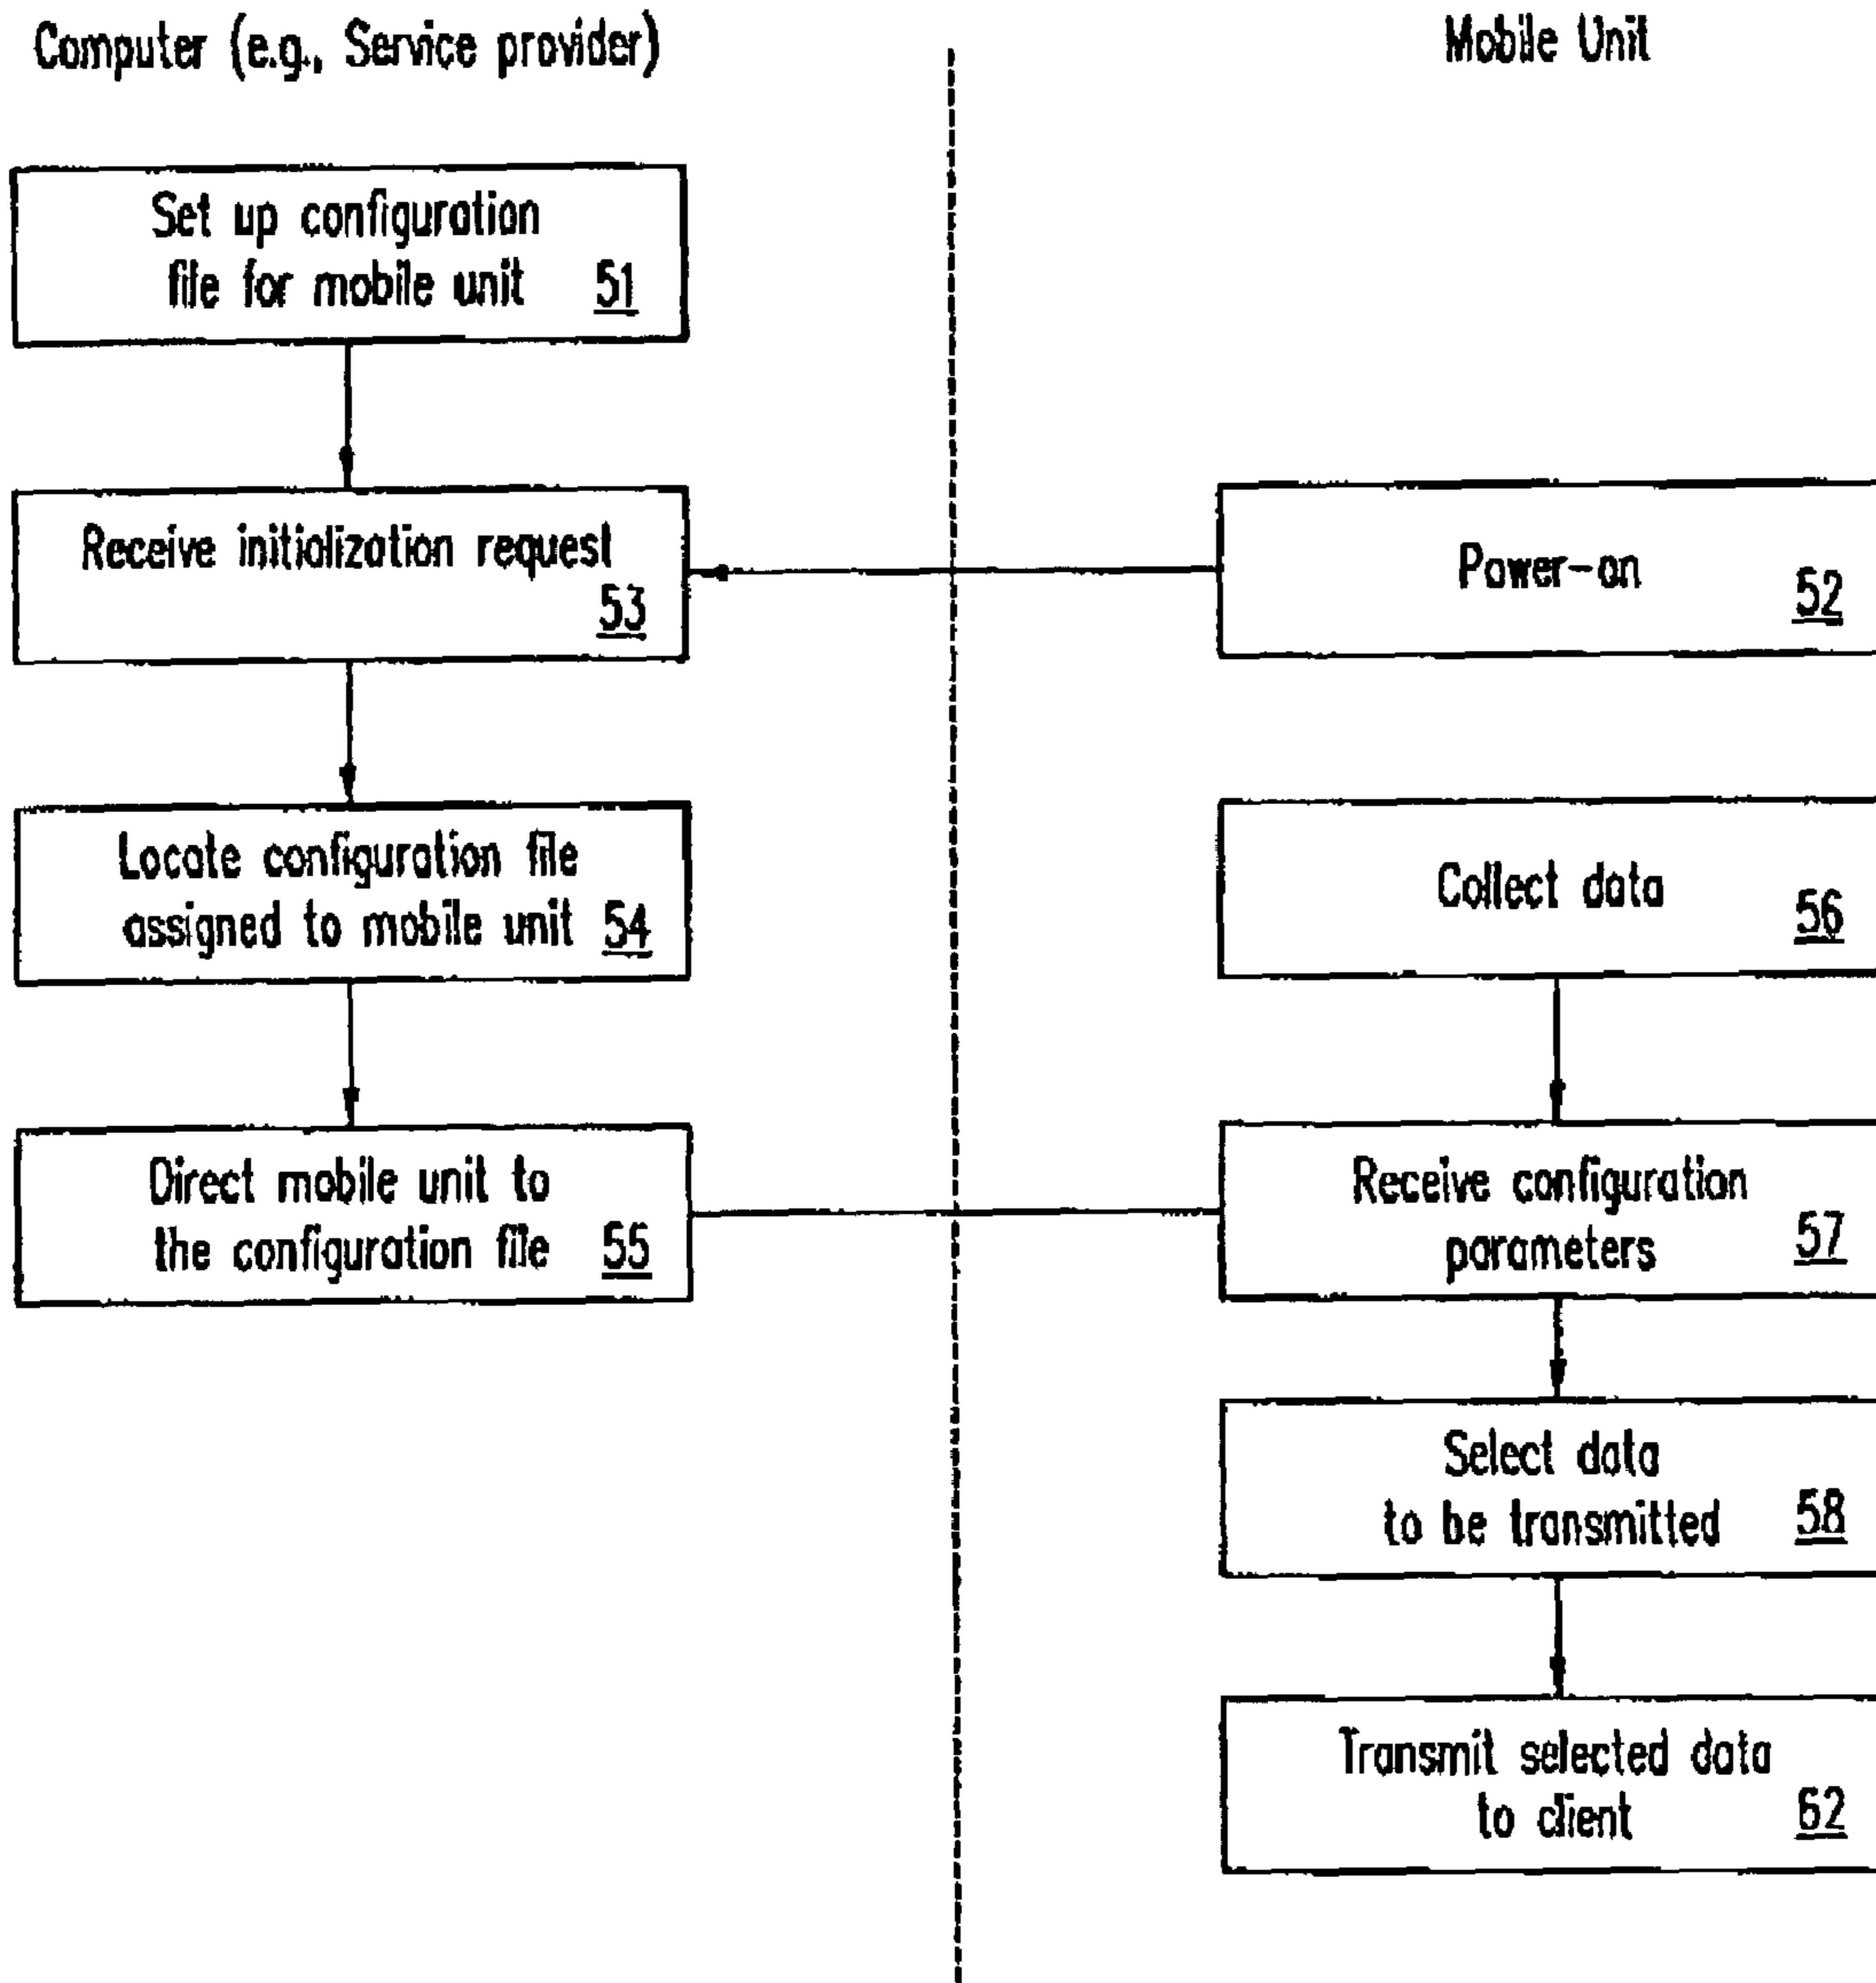 Computer (e.g., Service provider)
Mobile Unit
Set up configuration
file for mobile unit 51
Receive initialization request
53
Power-on 52
Locate configuration file
assigned to mobile unit 54
Collect data 56
Direct mobile unit to
the configuration file 55
Receive configuration
parameters 57
Select data
to be transmitted 58
Transmit selected data
to client 62